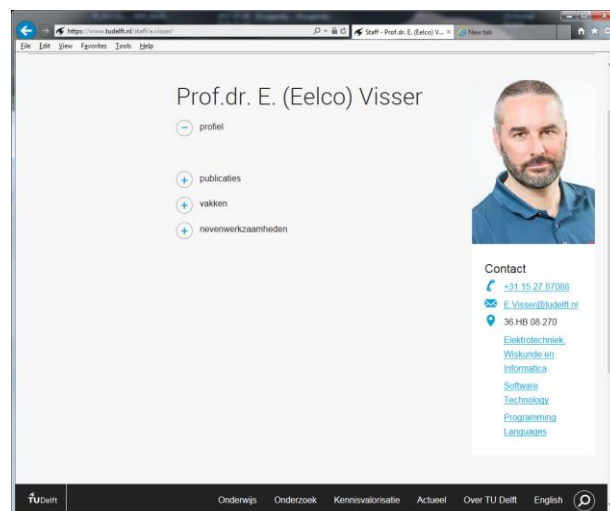 https://www.tudelft.nl/staff/e.visser/
Staff - Prof.dr. E. (Eelco) V...
New tab
File Edit View Favorites Tools Help
Prof.dr. E. (Eelco) Visser
profiel
publicaties
vakken
nevenwerkzaamheden
Contact
+31 15 27 87088
E.Visser@tudelft.nl
36.HB 08.270
Elektrotechniek,
Wiskunde en
Informatica
Software
Technology
Programming
Languages
TUDelft Onderwijs Onderzoek Kennisvalorisatie Actueel Over TU Delft English